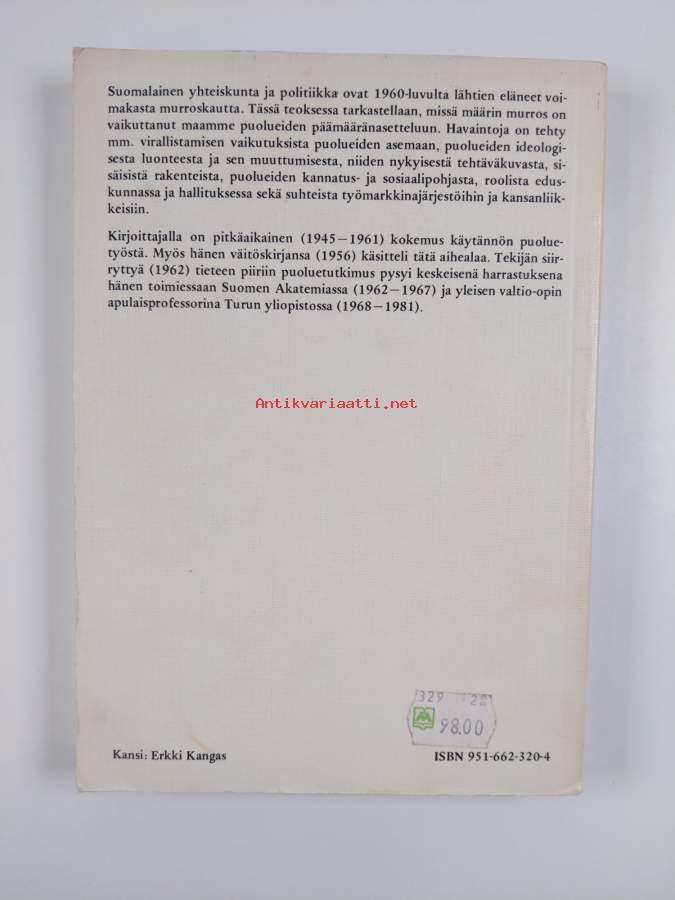 Suomalainen yhteiskunta ja politiikka ovat 1960-luvulta lähtien eläneet voi-
makasta murroskautta. Tässä teoksessa tarkastellaan, missä määrin murros on
vaikuttanut maamme puolueiden päämääränasetteluun. Havaintoja on tehty
mm. virallistamisen vaikutuksista puolueiden asemaan, puolueiden ideologi-
sesta luonteesta ja sen muuttumisesta, niiden nykyisestä tehtäväkuvasta, si-
säisistä rakenteista, puolueiden kannatus- ja sosiaalipohjasta, roolista edus-
kunnassa ja hallituksessa sekä suhteista työmarkkinajärjestöihin ja kansanliik-
keisiin.
Kirjoittajalla on pitkäaikainen (1945—1961) kokemus käytännön puolue-
työstä. Myös hänen väitöskirjansa (1956) käsitteli tätä aihealaa. Tekijän siir-
ryttyä (1962) tieteen piiriin puoluetutkimus pysyi keskeisenä harrastuksena
hänen toimiessaan Suomen Akatemiassa (1962—1967) ja yleisen valtio-opin
apulaisprofessorina Turun yliopistossa (1968—1981).
Antikvariaatti.net
329
98.00
Kansi: Erkki Kangas
ISBN 951-662-320-4